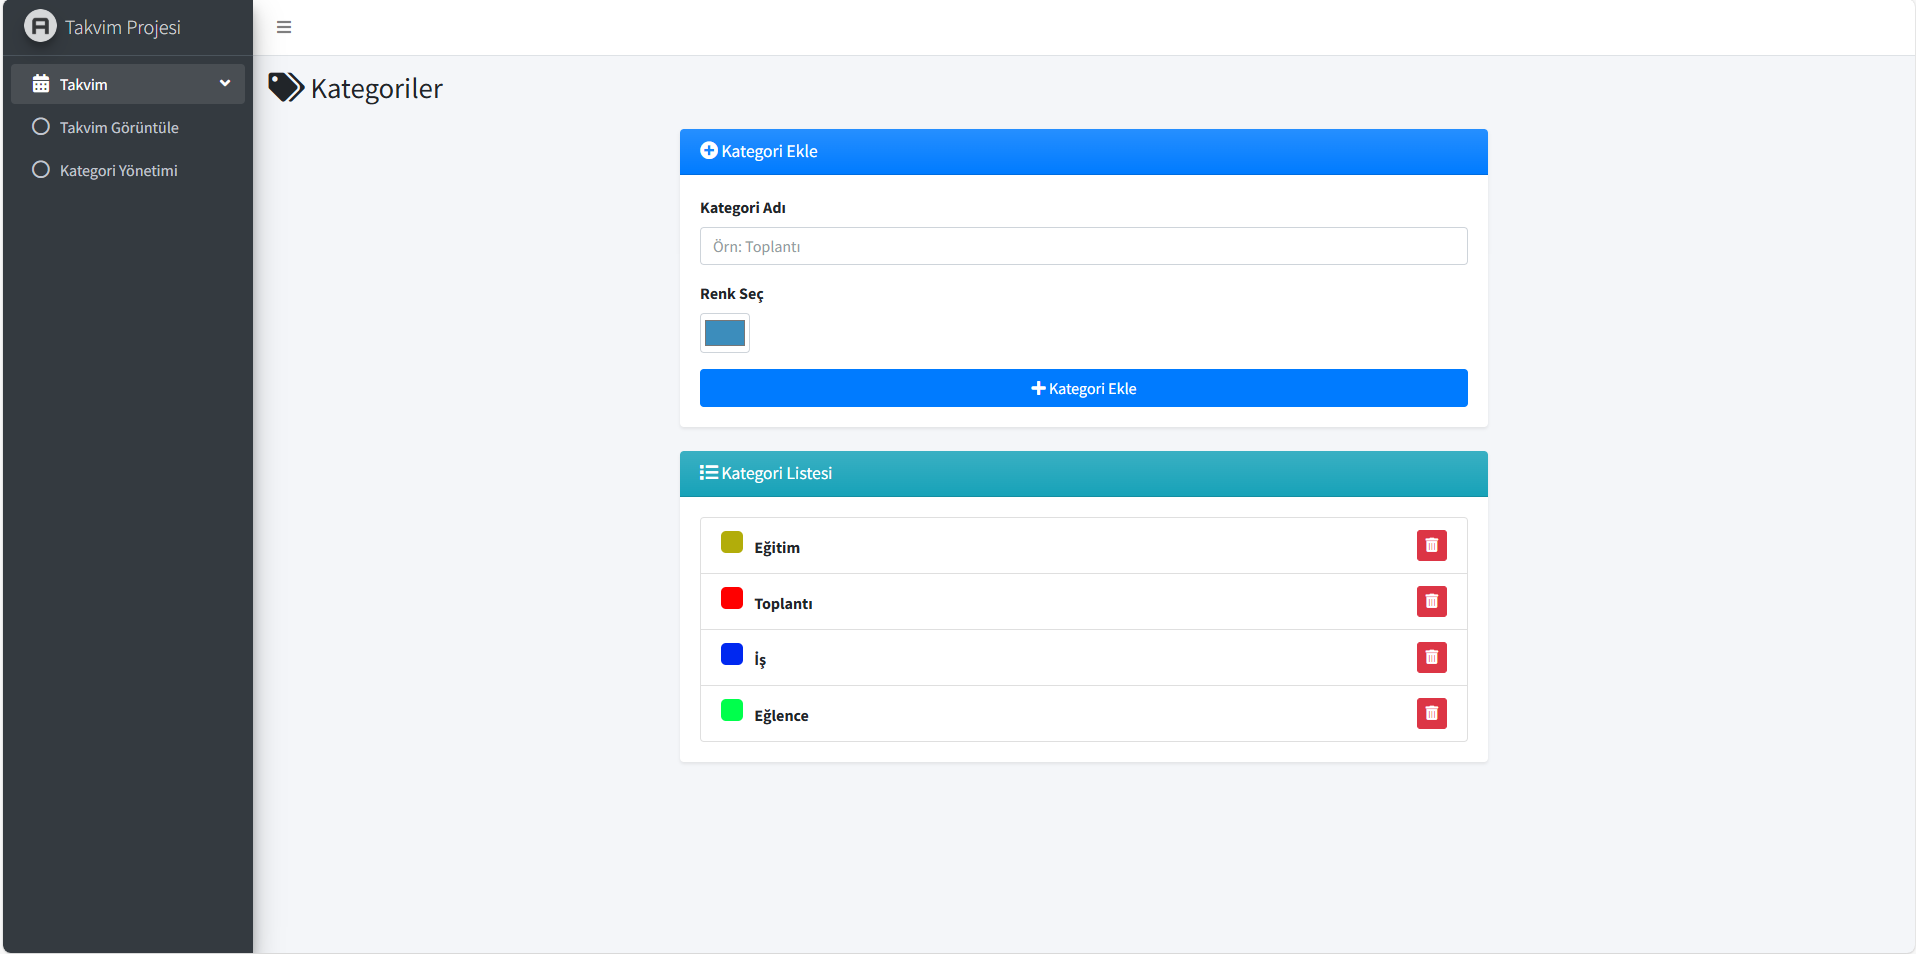 Takvim Projesi
Takvim
Takvim Görüntüle
Kategori Yönetimi
Kategoriler
Kategori Ekle
Kategori Adı
Örn: Toplantı
Renk Seç
Kategori Ekle
Kategori Listesi
Eğitim
Toplantı
İş
Eğlence